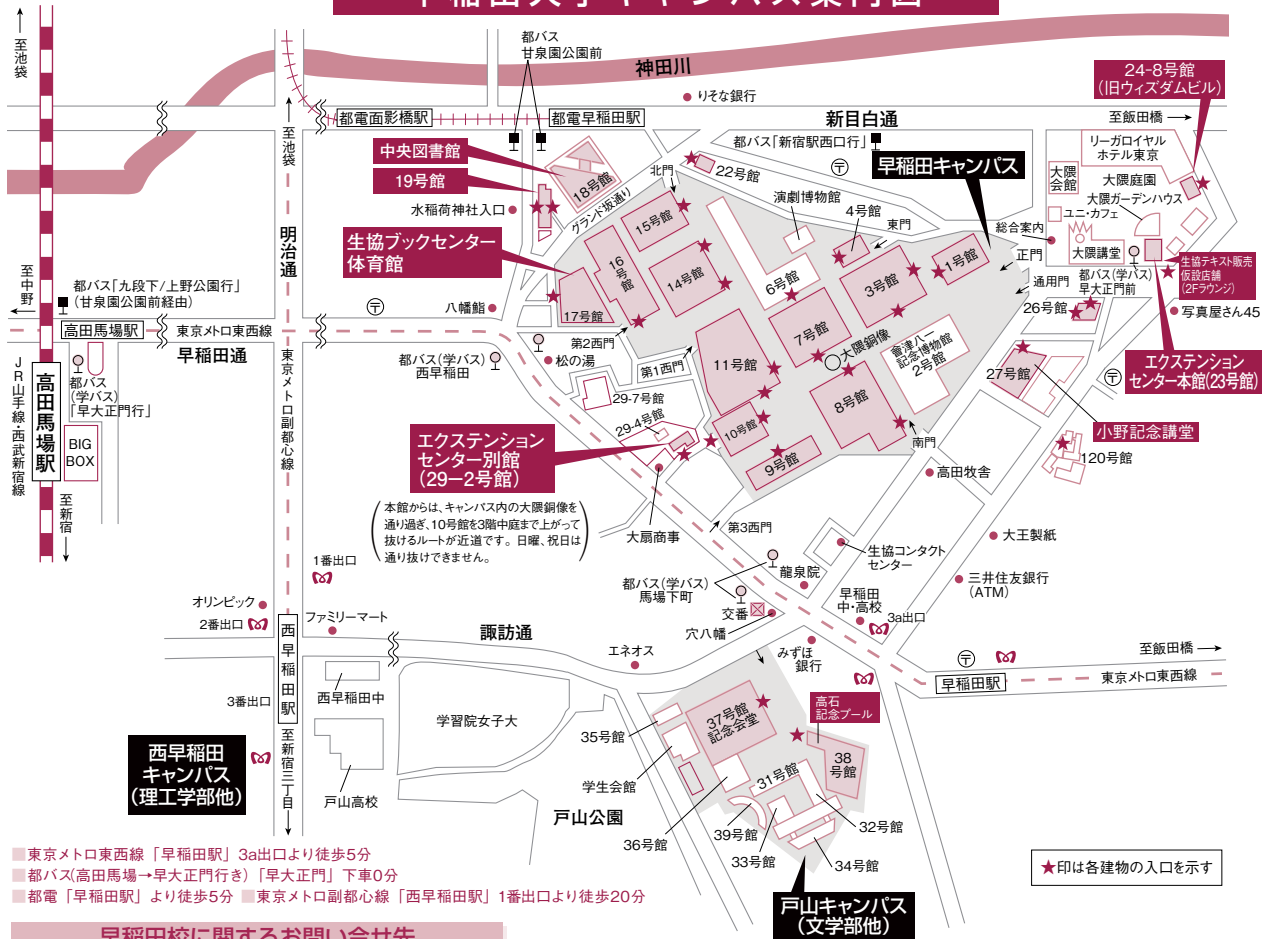 早稲田大学キャンパス案内図
至池袋
都バス
甘泉園公園前
神田川
りそな銀行
24-8号館
(旧ウィズダムビル)
都電面影橋駅
都電早稲田駅
新目白通
至飯田橋
至池袋
都バス「新宿駅西口行」
〒
早稲田キャンパス
リーガロイヤル
ホテル東京
中央図書館
19号館
18号館
グランド坂通り
北門
22号館
演劇博物館
4号館
東門
大隈
会館
大隈庭園
大隈ガーデンハウス
ユニ・カフェ
水稲荷神社入口
15号館
総合案内
大隈講堂
明治通
生協ブックセンター
体育館
16号館
14号館
6号館
3号館
1号館
正門
通用門
都バス(学バス)
早大正門前
生協テキスト販売
仮設店舗
(2Fラウンジ)
至中野
都バス「九段下/上野公園行」
(甘泉園公園前経由)
〒
八幡鮨
17号館
第2西門
7号館
26号館
写真屋さん45
高田馬場駅
東京メトロ東西線
早稲田通
都バス(学バス)
西早稲田
松の湯
第1西門
11号館
大隈銅像
會津八一
記念博物館
2号館
27号館
〒
エクステンション
センター本館(23号館)
JR山手線・西武新宿線
高田馬場駅
都バス
(学バス)
「早大正門行」
東京メトロ副都心線
29-7号館
29-4号館
8号館
10号館
9号館
南門
小野記念講堂
BIG
BOX
エクステンション
センター別館
(29−2号館)
高田牧舎
120号館
至新宿
本館からは、キャンパス内の大隈銅像を
通り過ぎ、10号館を3階中庭まで上がって
抜けるルートが近道です。日曜、祝日は
通り抜けできません。
大扇商事
第3西門
生協コンタクト
センター
大王製紙
1番出口
都バス(学バス)
馬場下町
龍泉院
三井住友銀行
(ATM)
オリンピック
2番出口
ファミリーマート
交番
早稲田
中・高校
3a出口
諏訪通
穴八幡
エネオス
みずほ
銀行
〒
至飯田橋
西早稲田駅
早稲田駅
東京メトロ東西線
西早稲田中
3番出口
学習院女子大
37号館
記念会堂
高石
記念プール
35号館
38
号館
西早稲田
キャンパス
(理工学部他)
至新宿三丁目
戸山高校
学生会館
31号館
戸山公園
36号館
39号館
33号館
32号館
34号館
東京メトロ東西線「早稲田駅」3a出口より徒歩5分
都バス(高田馬場→早大正門行き)「早大正門」下車0分
都電「早稲田駅」より徒歩5分 東京メトロ副都心線「西早稲田駅」1番出口より徒歩20分
★印は各建物の入口を示す
戸山キャンパス
(文学部他)
早稲田校に関するお問い合せ先